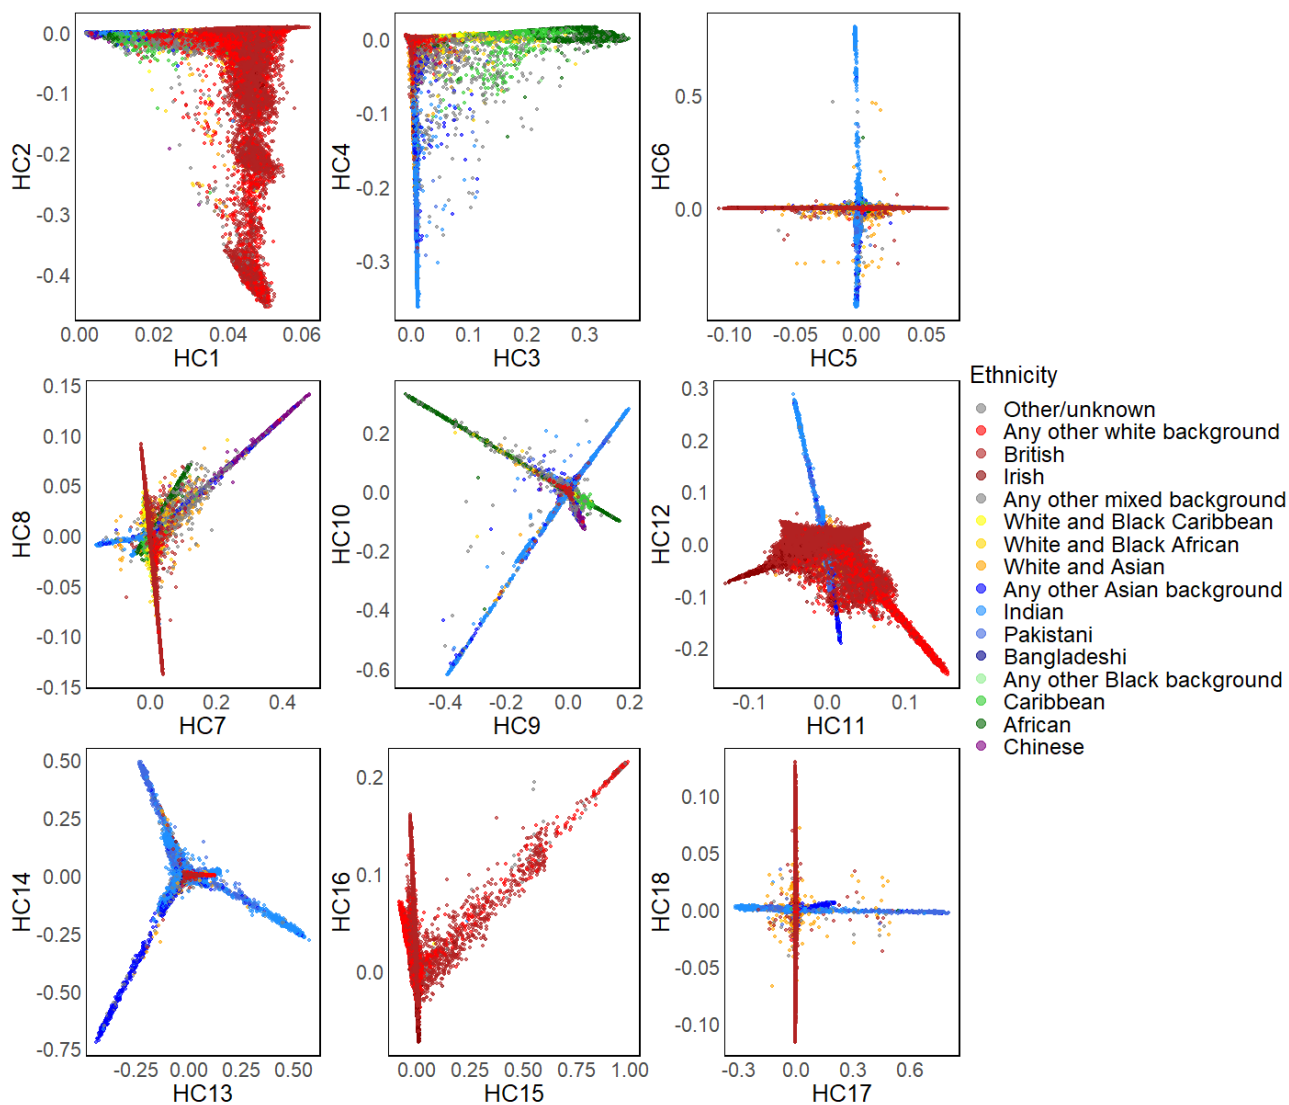 0.0
-0.1
-0.2
-0.3
-0.4
HC2
0.00 0.02 0.04 0.06
HC1
0.0
-0.1
-0.2
-0.3
HC4
0.0 0.1 0.2 0.3
HC3
0.5
0.0
HC6
-0.10 -0.05 0.00 0.05
HC5
0.15
0.10
0.05
0.00
-0.05
-0.10
-0.15
HC8
0.0 0.2 0.4
HC7
0.2
0.0
-0.2
-0.4
-0.6
HC10
-0.4 -0.2 0.0 0.2
HC9
0.3
0.2
0.1
0.0
-0.1
-0.2
HC12
-0.1 0.0 0.1
HC11
Ethnicity
Other/unknown
Any other white background
British
Irish
Any other mixed background
White and Black Caribbean
White and Black African
White and Asian
Any other Asian background
Indian
Pakistani
Bangladeshi
Any other Black background
Caribbean
African
Chinese
0.50
0.25
0.00
-0.25
-0.50
-0.75
HC14
-0.25 0.00 0.25 0.50
HC13
0.2
0.1
0.0
HC16
0.00 0.25 0.50 0.75 1.00
HC15
0.10
0.05
0.00
-0.05
-0.10
HC18
-0.3 0.0 0.3 0.6
HC17